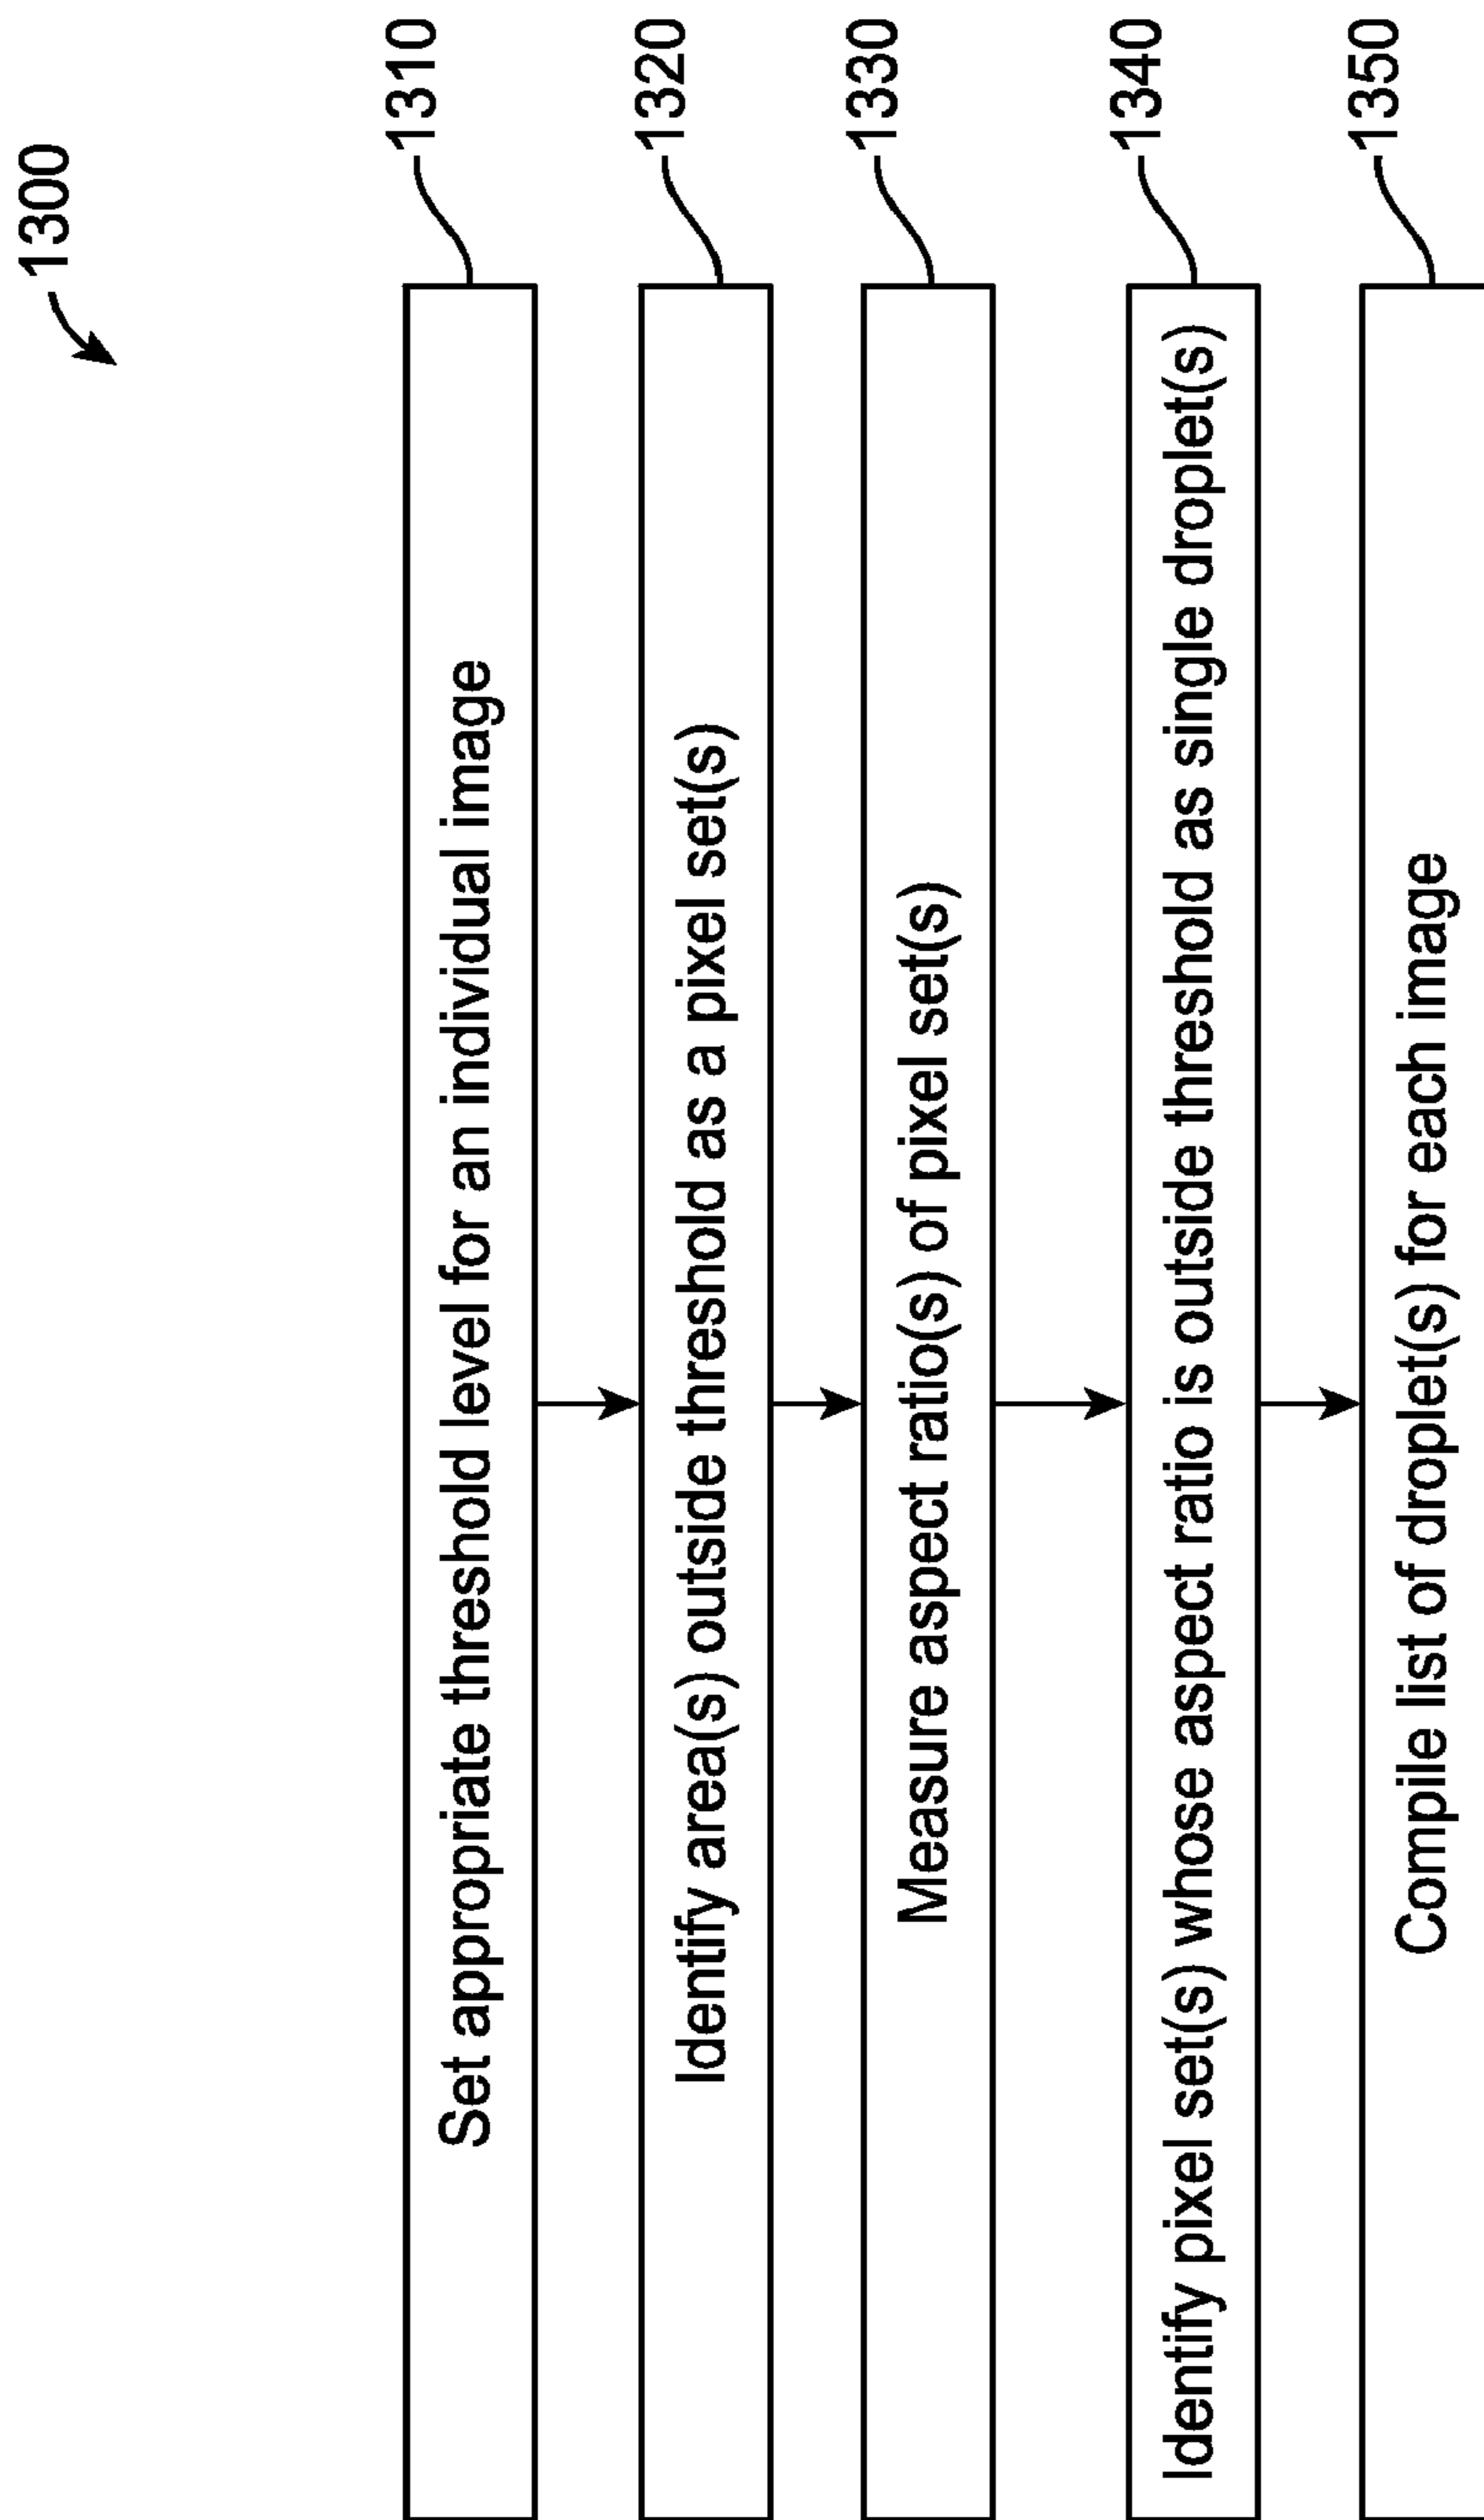 1300
Set appropriate threshold level for an individual image
1310
Identify area(s) outside threshold as a pixel set(s)
1320
Measure aspect ratio(s) of pixel set(s)
1330
Identify pixel set(s) whose aspect ratio is outside threshold as single droplet(s)
1340
Compile list of droplet(s) for each image
1350